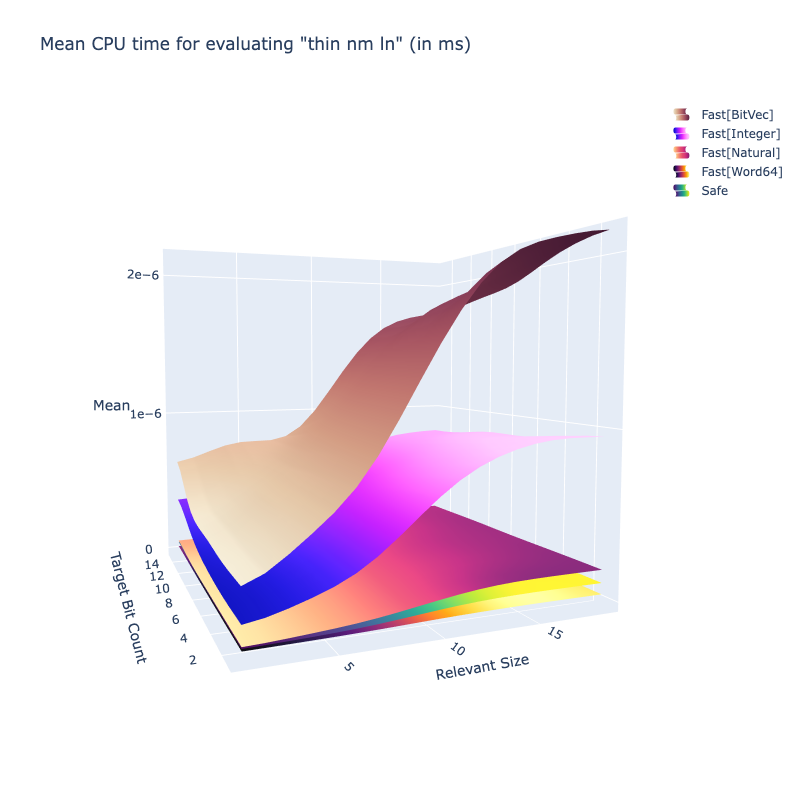 Mean CPU time for evaluating "thin nm ln" (in ms)
Fast[BitVec]
Fast[Integer]
Fast[Natural]
Fast[Word64]
Safe
2e−6
Mean
1e−6
0
14
12
10
8
6
4
2
Target Bit Count
5
10
15
Relevant Size